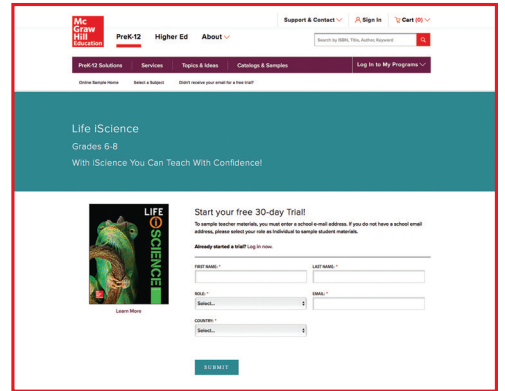 Mc
Graw
Hill
Education
PreK-12 Higher Ed About
Support & Contact Sign In Cart (0)
Search by ISBN, Title, Author, Keyword
PreK-12 Solutions Services Topics & Ideas Catalogs & Samples Log In to My Programs
Online Sample Home Select a Subject Didn't receive your email for a free trial?
Life iScience
Grades 6-8
With iScience You Can Teach With Confidence!
LIFE
iSCIENCE
Learn More
Start your free 30-day Trial!
To sample teacher materials, you must enter a school e-mail address. If you do not have a school email
address, please select your role as Individual to sample student materials.
Already started a trial? Log in now.
FIRST NAME: * LAST NAME: *
ROLE: * EMAIL: *
Select...
COUNTRY: *
Select...
SUBMIT